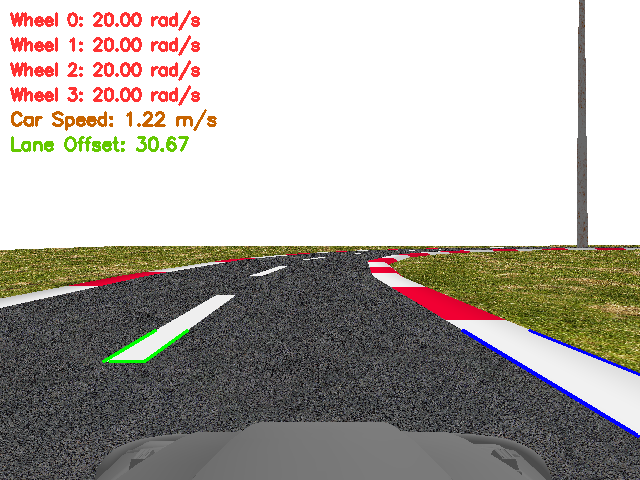 Wheel 0: 20.00 rad/s
Wheel 1: 20.00 rad/s
Wheel 2: 20.00 rad/s
Wheel 3: 20.00 rad/s
Car Speed: 1.22 m/s
Lane Offset: 30.67